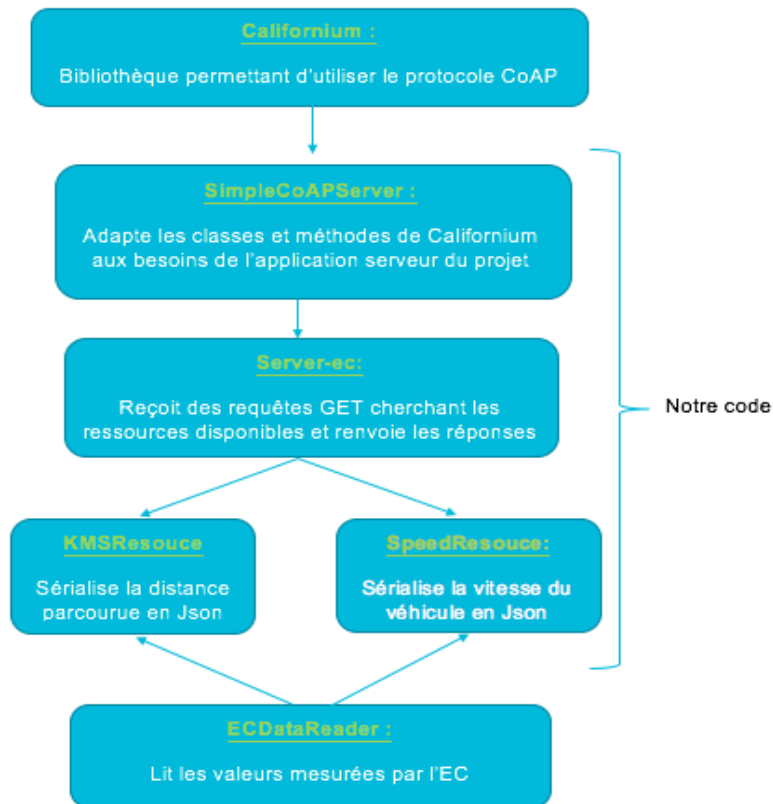 Californium :
Bibliothèque permettant d'utiliser le protocole CoAP
SimpleCoAPServer :
Adapte les classes et méthodes de Californium
aux besoins de l'application serveur du projet
Server-ec:
Reçoit des requêtes GET cherchant les
ressources disponibles et renvoie les réponses
Notre code
KMSResouce
Sérialise la distance
parcourue en Json
SpeedResouce:
Sérialise la vitesse du
véhicule en Json
ECDataReader :
Lit les valeurs mesurées par l'EC